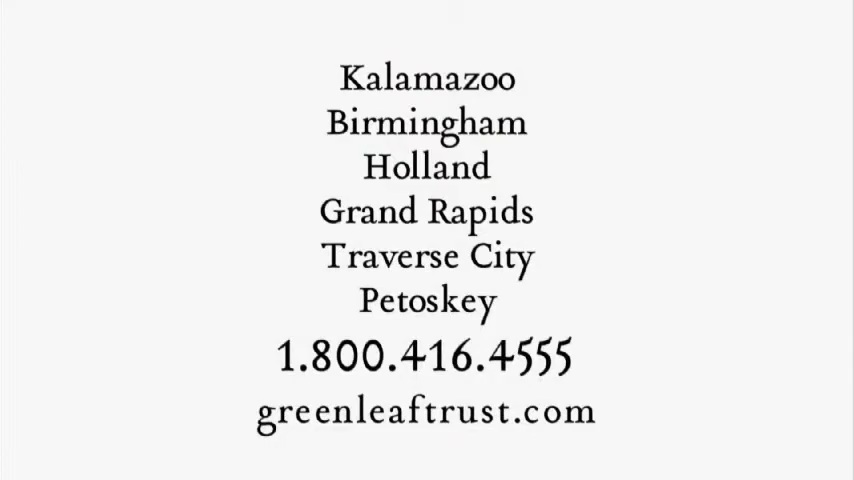 Kalamazoo
Birmingham
Holland
Grand Rapids
Traverse City
Petoskey
1.800.416.4555
greenleaftrust.com